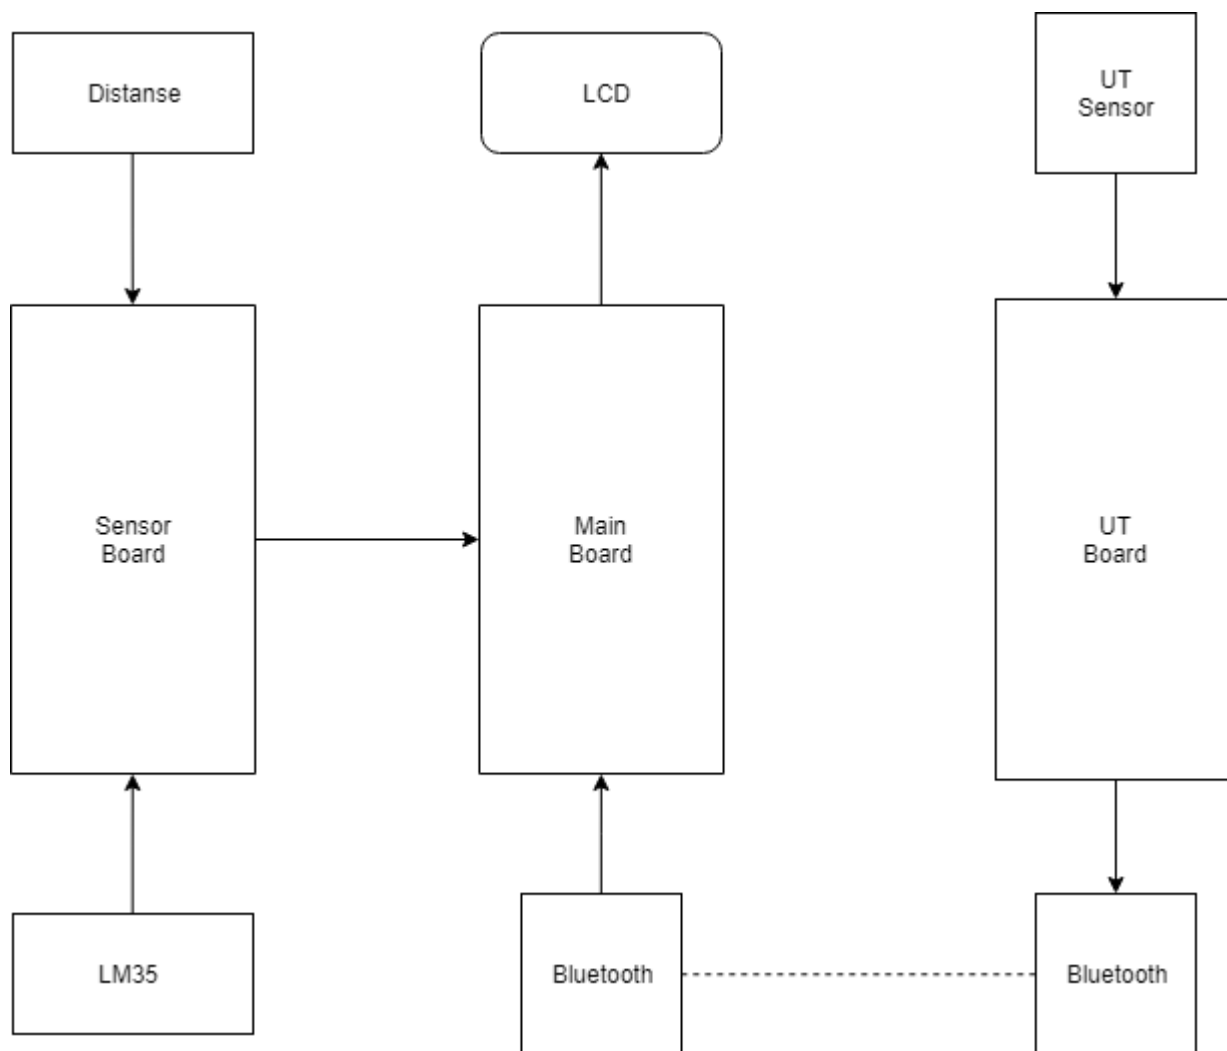 Distanse
LCD
UT
Sensor
Sensor
Board
Main
Board
UT
Board
LM35
Bluetooth
Bluetooth